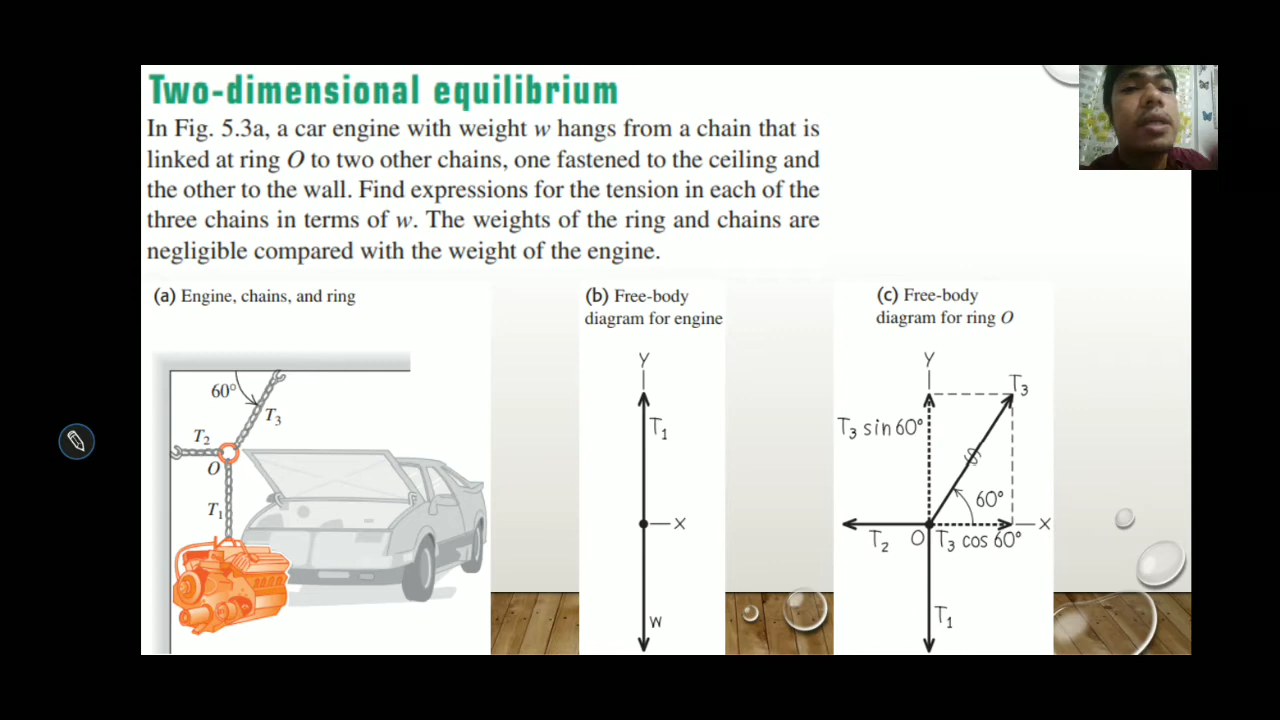 Two-dimensional equilibrium
In Fig. 5.3a, a car engine with weight w hangs from a chain that is
linked at ring O to two other chains, one fastened to the ceiling and
the other to the wall. Find expressions for the tension in each of the
three chains in terms of w. The weights of the ring and chains are
negligible compared with the weight of the engine.
(a) Engine, chains, and ring
60°
T₃
T₂
O
T₁
(b) Free-body
diagram for engine
y
T₁
x
w
(c) Free-body
diagram for ring O
y
T₃
T₃ sin 60°
60°
x
T₂
O
T₃ cos 60°
T₁